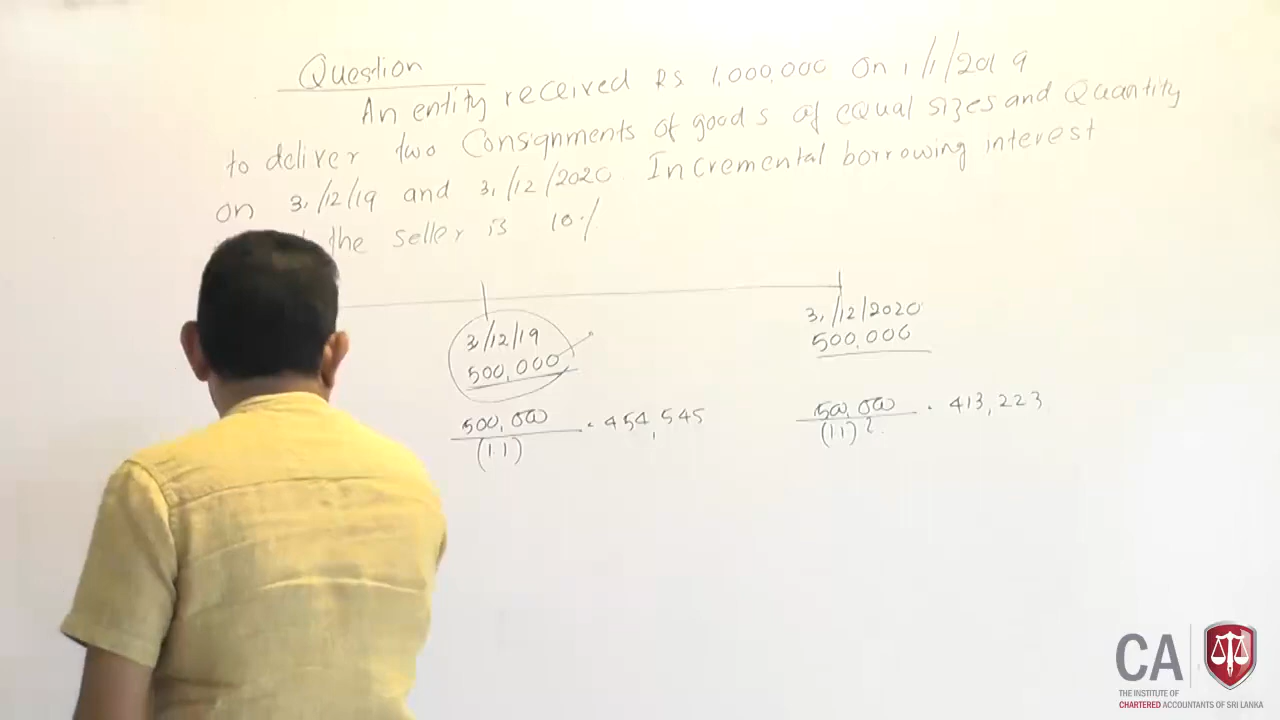 Question
An entity received Rs 1,000,000 on 1/1/2019
to deliver two Consignments of goods of equal sizes and Quantity
on 31/12/19 and 31/12/2020. Incremental borrowing interest
the seller is 10%
31/12/19
500,000
31/12/2020
500,000
500,000
(1.1)
454,545
500,000
(1.1)²
413,223
CA
THE INSTITUTE OF
CHARTERED ACCOUNTANTS OF SRI LANKA